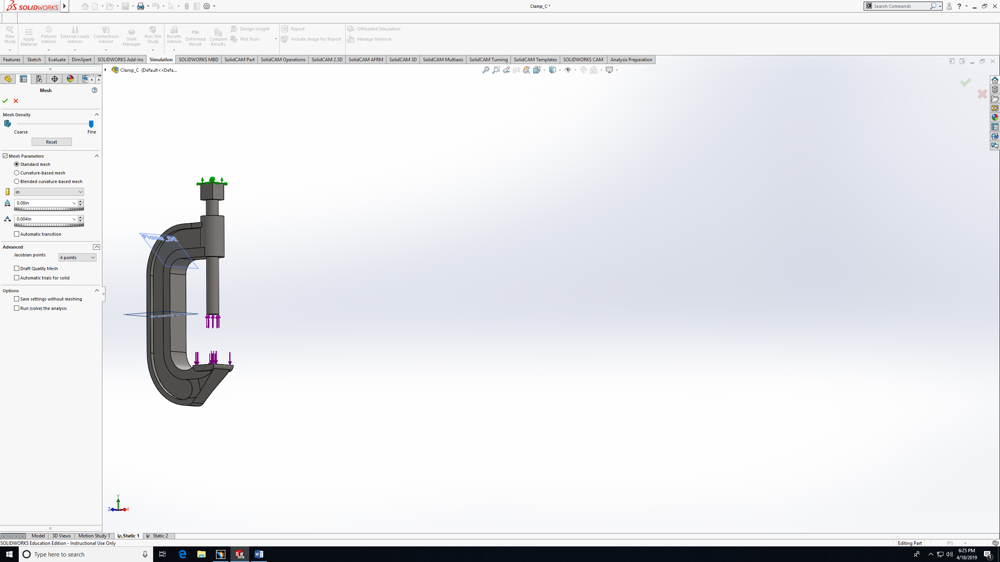 SOLIDWORKS
Clamp_C *
Search Commands
New Study
Apply Material
Fixtures Advisor
External Loads Advisor
Connections Advisor
Shell Manager
Run This Study
Results Advisor
Deformed Result
Compare Results
Design Insight
Plot Tools
Report
Include Image for Report
Offloaded Simulation
Manage Network
Features
Sketch
Evaluate
DimXpert
SOLIDWORKS Add-Ins
Simulation
SOLIDWORKS MBD
SolidCAM Part
SolidCAM Operations
SolidCAM 2.5D
SolidCAM AFRM
SolidCAM 3D
SolidCAM Multiaxis
SolidCAM Turning
SolidCAM Templates
SOLIDWORKS CAM
Analysis Preparation
Clamp_C (Default<<Defa...
Mesh
Mesh Density
Coarse
Fine
Reset
Mesh Parameters
Standard mesh
Curvature-based mesh
Blended curvature-based mesh
in
0.08in
0.004in
Automatic transition
Advanced
Jacobian points
4 points
Draft Quality Mesh
Automatic trials for solid
Options
Save settings without meshing
Run (solve) the analysis
Plane_DE
Y
Z
X
Model
3D Views
Motion Study 1
Static 1
Static 2
SOLIDWORKS Education Edition - Instructional Use Only
Editing Part
IPS
Type here to search
SW
2018
6:25 PM
4/18/2019
1